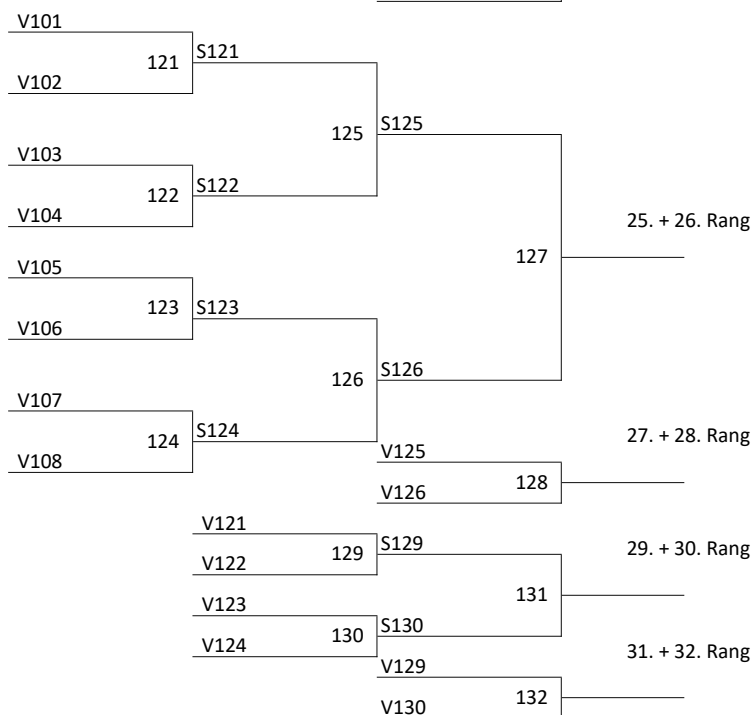 V101
121 S121
V102
125 S125
V103
122 S122
V104
25. + 26. Rang
127
V105
123 S123
V106
126 S126
V107
124 S124
V108
27. + 28. Rang
V125
128
V126
V121
129 S129
V122
29. + 30. Rang
131
V123
130 S130
V124
31. + 32. Rang
V129
132
V130